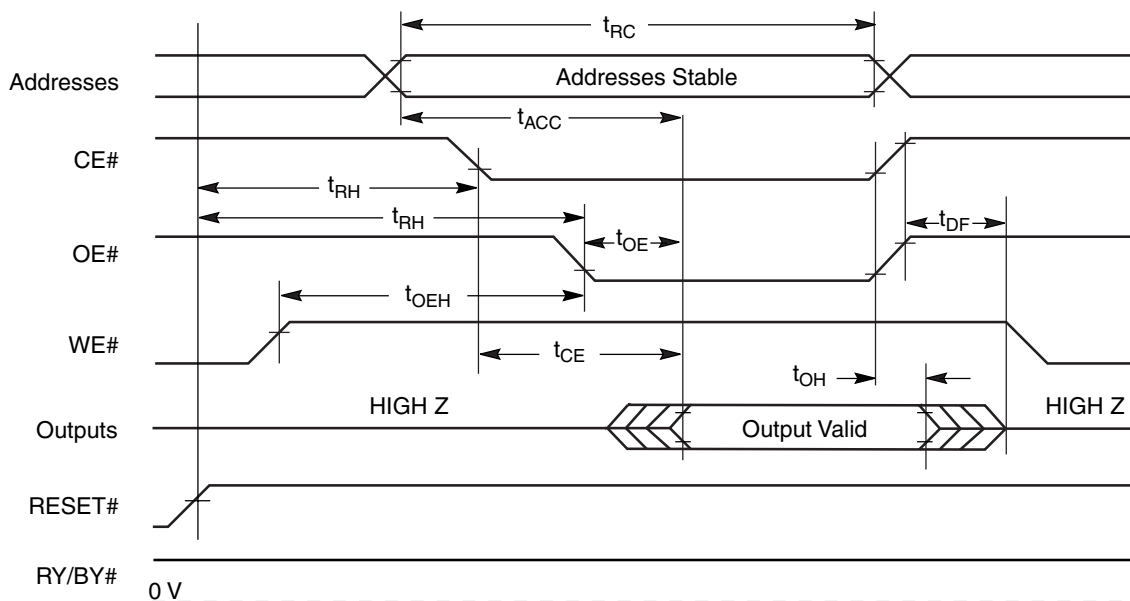 tRC
Addresses
Addresses Stable
tACC
CE#
tRH
tRH
tOE
tDF
OE#
tOEH
WE#
tCE
tOH
HIGH Z
HIGH Z
Outputs
Output Valid
RESET#
RY/BY#
0 V